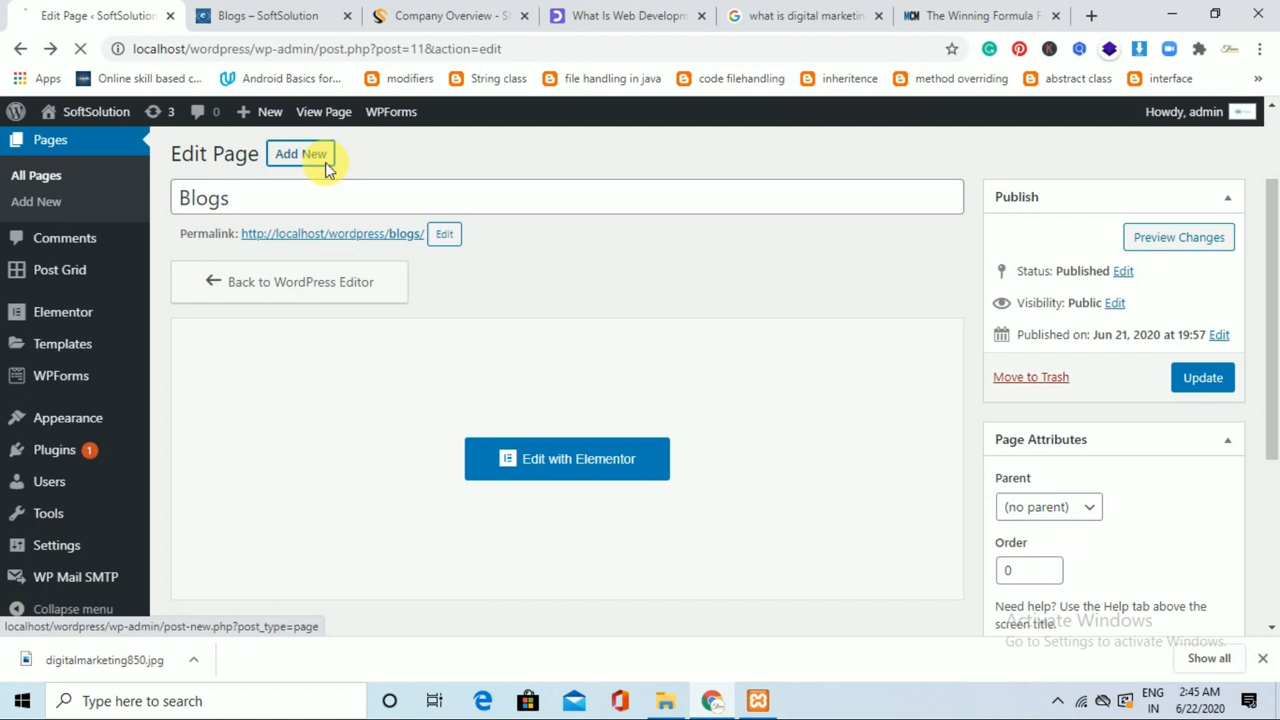 Edit Page ‹ SoftSolution
Blogs – SoftSolution
Company Overview - S
What Is Web Developm
what is digital marketin
MCM
The Winning Formula F
localhost/wordpress/wp-admin/post.php?post=11&action=edit
Apps
Online skill based c...
Android Basics for...
modifiers
String class
file handling in java
code filehandling
inheritence
method overriding
abstract class
interface
SoftSolution
3
0
New
View Page
WPForms
Howdy, admin
Pages
All Pages
Add New
Comments
Post Grid
Elementor
Templates
WPForms
Appearance
Plugins 1
Users
Tools
Settings
WP Mail SMTP
Collapse menu
Edit Page
Add New
Blogs
Permalink: http://localhost/wordpress/blogs/
Edit
Back to WordPress Editor
Edit with Elementor
Publish
Preview Changes
Status: Published Edit
Visibility: Public Edit
Published on: Jun 21, 2020 at 19:57 Edit
Move to Trash
Update
Page Attributes
Parent
(no parent)
Order
0
Need help? Use the Help tab above the
screen title.
Activate Windows
Go to Settings to activate Windows.
localhost/wordpress/wp-admin/post-new.php?post_type=page
digitalmarketing850.jpg
Show all
Type here to search
ENG
IN
2:45 AM
6/22/2020